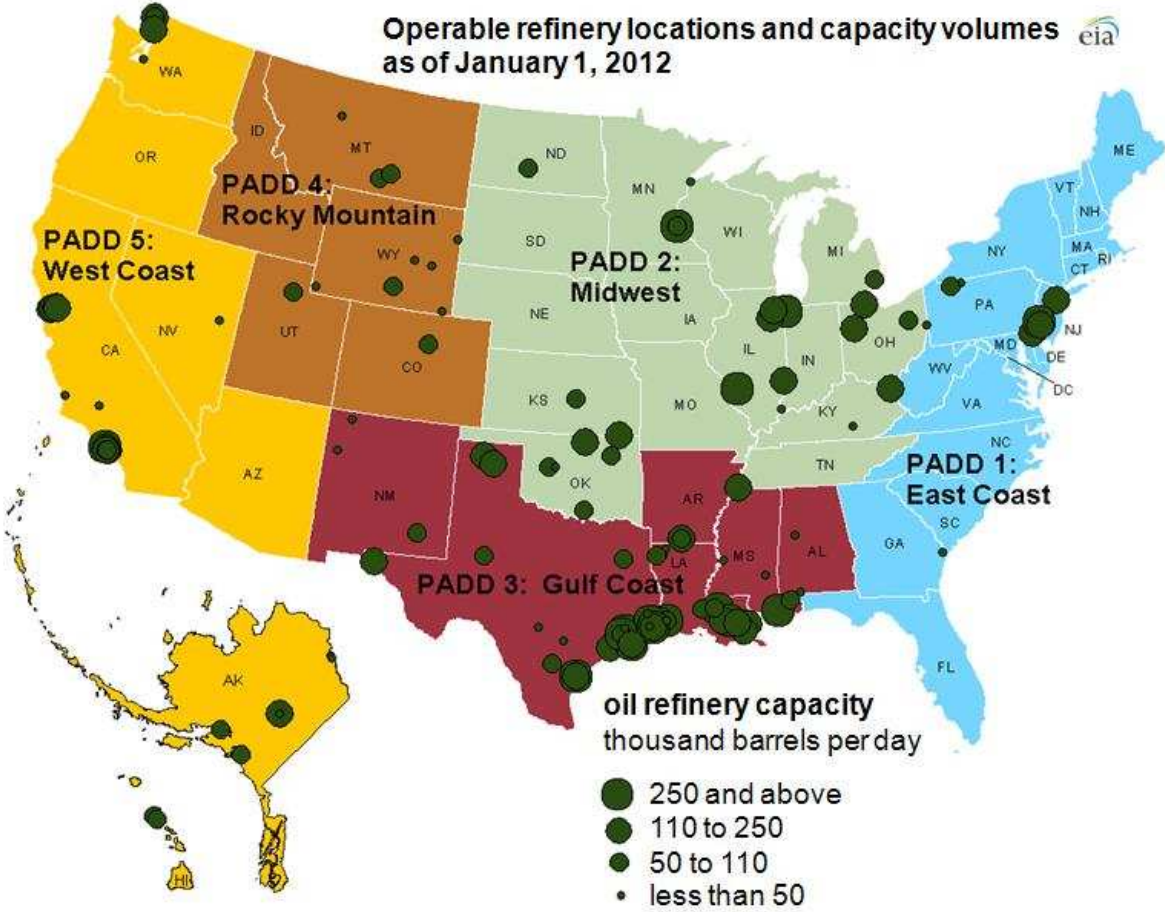 Operable refinery locations and capacity volumes
as of January 1, 2012
eia
WA
OR
ID
MT
ND
MN
WI
MI
ME
VT
NH
NY
MA
RI
CT
PADD 4:
Rocky Mountain
PADD 5:
West Coast
WY
SD
PADD 2:
Midwest
PA
NJ
NV
CA
UT
CO
NE
IA
IL
IN
OH
MD
DE
DC
WV
VA
KS
MO
KY
NC
TN
PADD 1:
East Coast
AZ
NM
OK
AR
SC
PADD 3: Gulf Coast
LA
MS
AL
GA
FL
AK
HI
oil refinery capacity
thousand barrels per day
250 and above
110 to 250
50 to 110
less than 50